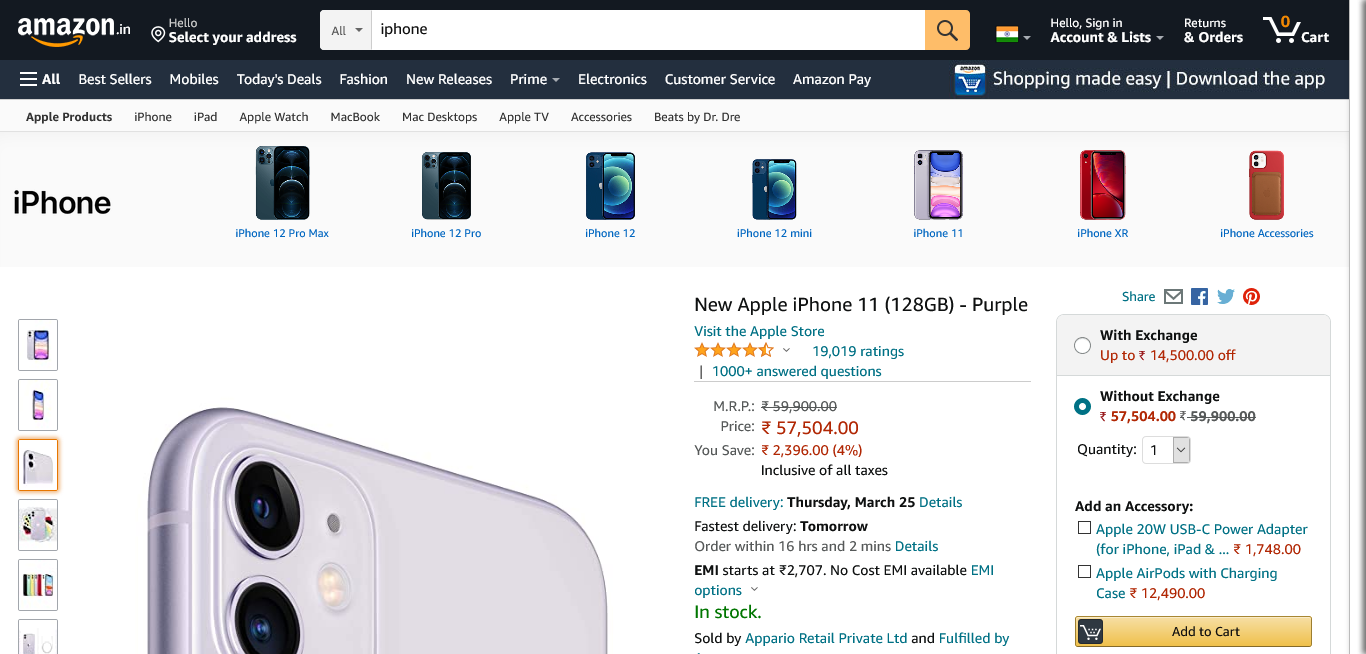 amazon.in
Hello
Select your address
All
iphone
Hello, Sign in
Account & Lists
Returns
& Orders
0
Cart
All
Best Sellers
Mobiles
Today's Deals
Fashion
New Releases
Prime
Electronics
Customer Service
Amazon Pay
amazon
Shopping made easy | Download the app
Apple Products
iPhone
iPad
Apple Watch
MacBook
Mac Desktops
Apple TV
Accessories
Beats by Dr. Dre
iPhone
iPhone 12 Pro Max
iPhone 12 Pro
iPhone 12
iPhone 12 mini
iPhone 11
iPhone XR
iPhone Accessories
New Apple iPhone 11 (128GB) - Purple
Visit the Apple Store
19,019 ratings
| 1000+ answered questions
M.R.P.: ₹ 59,900.00
Price: ₹ 57,504.00
You Save: ₹ 2,396.00 (4%)
Inclusive of all taxes
FREE delivery: Thursday, March 25 Details
Fastest delivery: Tomorrow
Order within 16 hrs and 2 mins Details
EMI starts at ₹2,707. No Cost EMI available EMI
options
In stock.
Sold by Appario Retail Private Ltd and Fulfilled by
Share
With Exchange
Up to ₹ 14,500.00 off
Without Exchange
₹ 57,504.00 ₹ 59,900.00
Quantity: 1
Add an Accessory:
Apple 20W USB-C Power Adapter
(for iPhone, iPad & ... ₹ 1,748.00
Apple AirPods with Charging
Case ₹ 12,490.00
Add to Cart